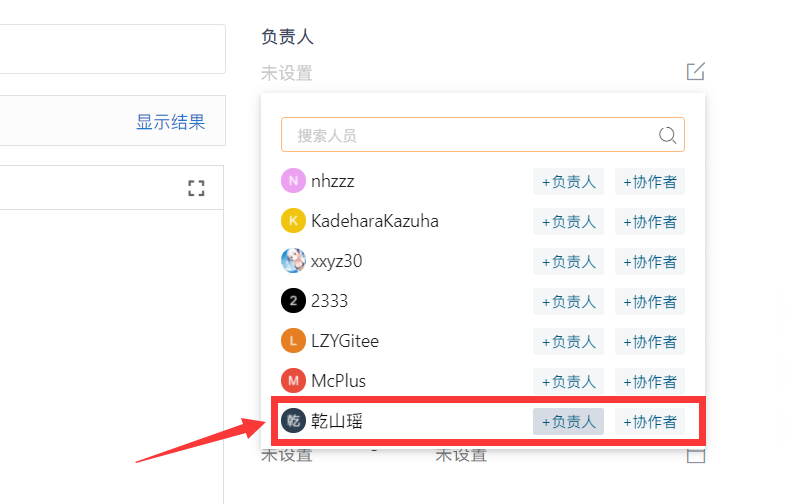 负责人
未设置
显示结果
搜索人员
N nhzzz +负责人 +协作者
K KadeharaKazuha +负责人 +协作者
xxyz30 +负责人 +协作者
2 2333 +负责人 +协作者
L LZYGitee +负责人 +协作者
M McPlus +负责人 +协作者
乾 乾山瑶 +负责人 +协作者
未设置 未设置